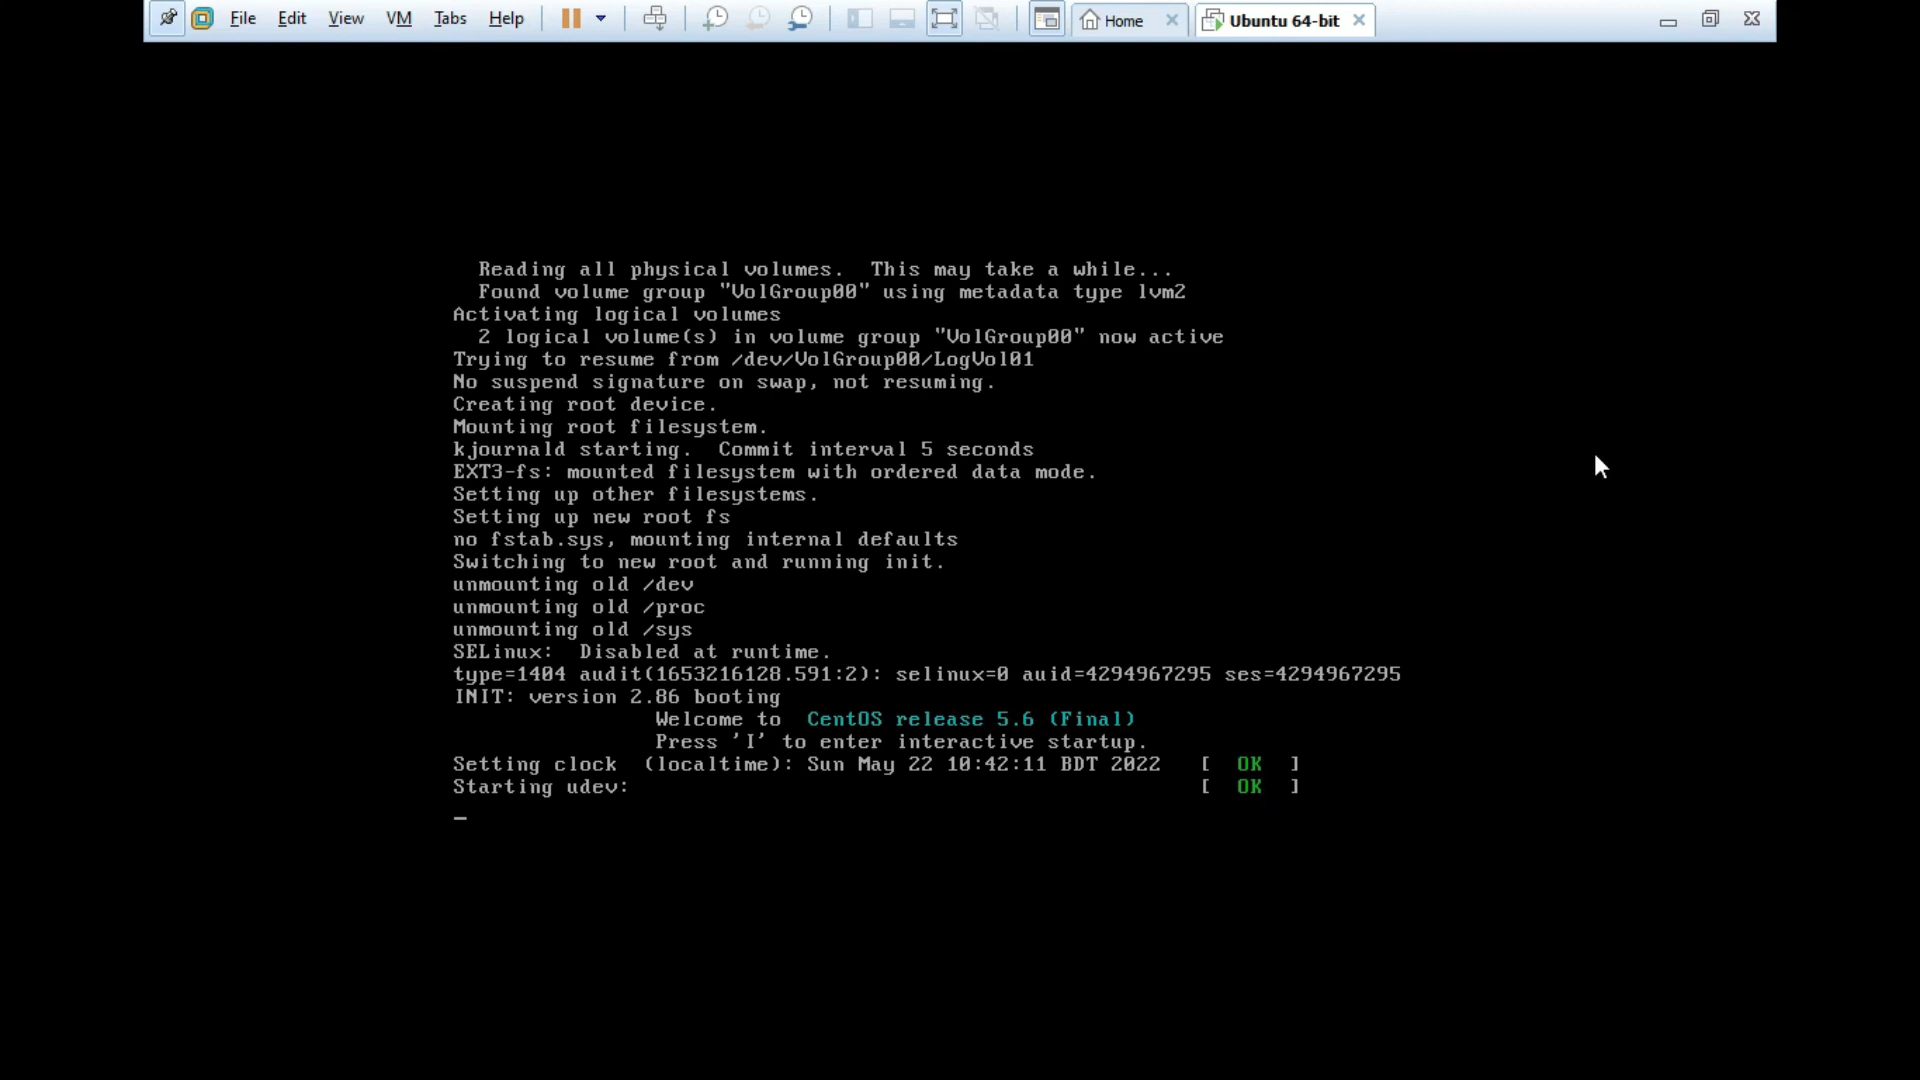 File Edit View VM Tabs Help Home Ubuntu 64-bit
Reading all physical volumes.  This may take a while...
Found volume group "VolGroup00" using metadata type lvm2
Activating logical volumes
2 logical volume(s) in volume group "VolGroup00" now active
Trying to resume from /dev/VolGroup00/LogVol01
No suspend signature on swap, not resuming.
Creating root device.
Mounting root filesystem.
kjournald starting.  Commit interval 5 seconds
EXT3-fs: mounted filesystem with ordered data mode.
Setting up other filesystems.
Setting up new root fs
no fstab.sys, mounting internal defaults
Switching to new root and running init.
unmounting old /dev
unmounting old /proc
unmounting old /sys
SELinux:  Disabled at runtime.
type=1404 audit(1653216128.591:2): selinux=0 auid=4294967295 ses=4294967295
INIT: version 2.86 booting
Welcome to  CentOS release 5.6 (Final)
Press 'I' to enter interactive startup.
Setting clock  (localtime): Sun May 22 10:42:11 BDT 2022   [  OK  ]
Starting udev:   [  OK  ]
_